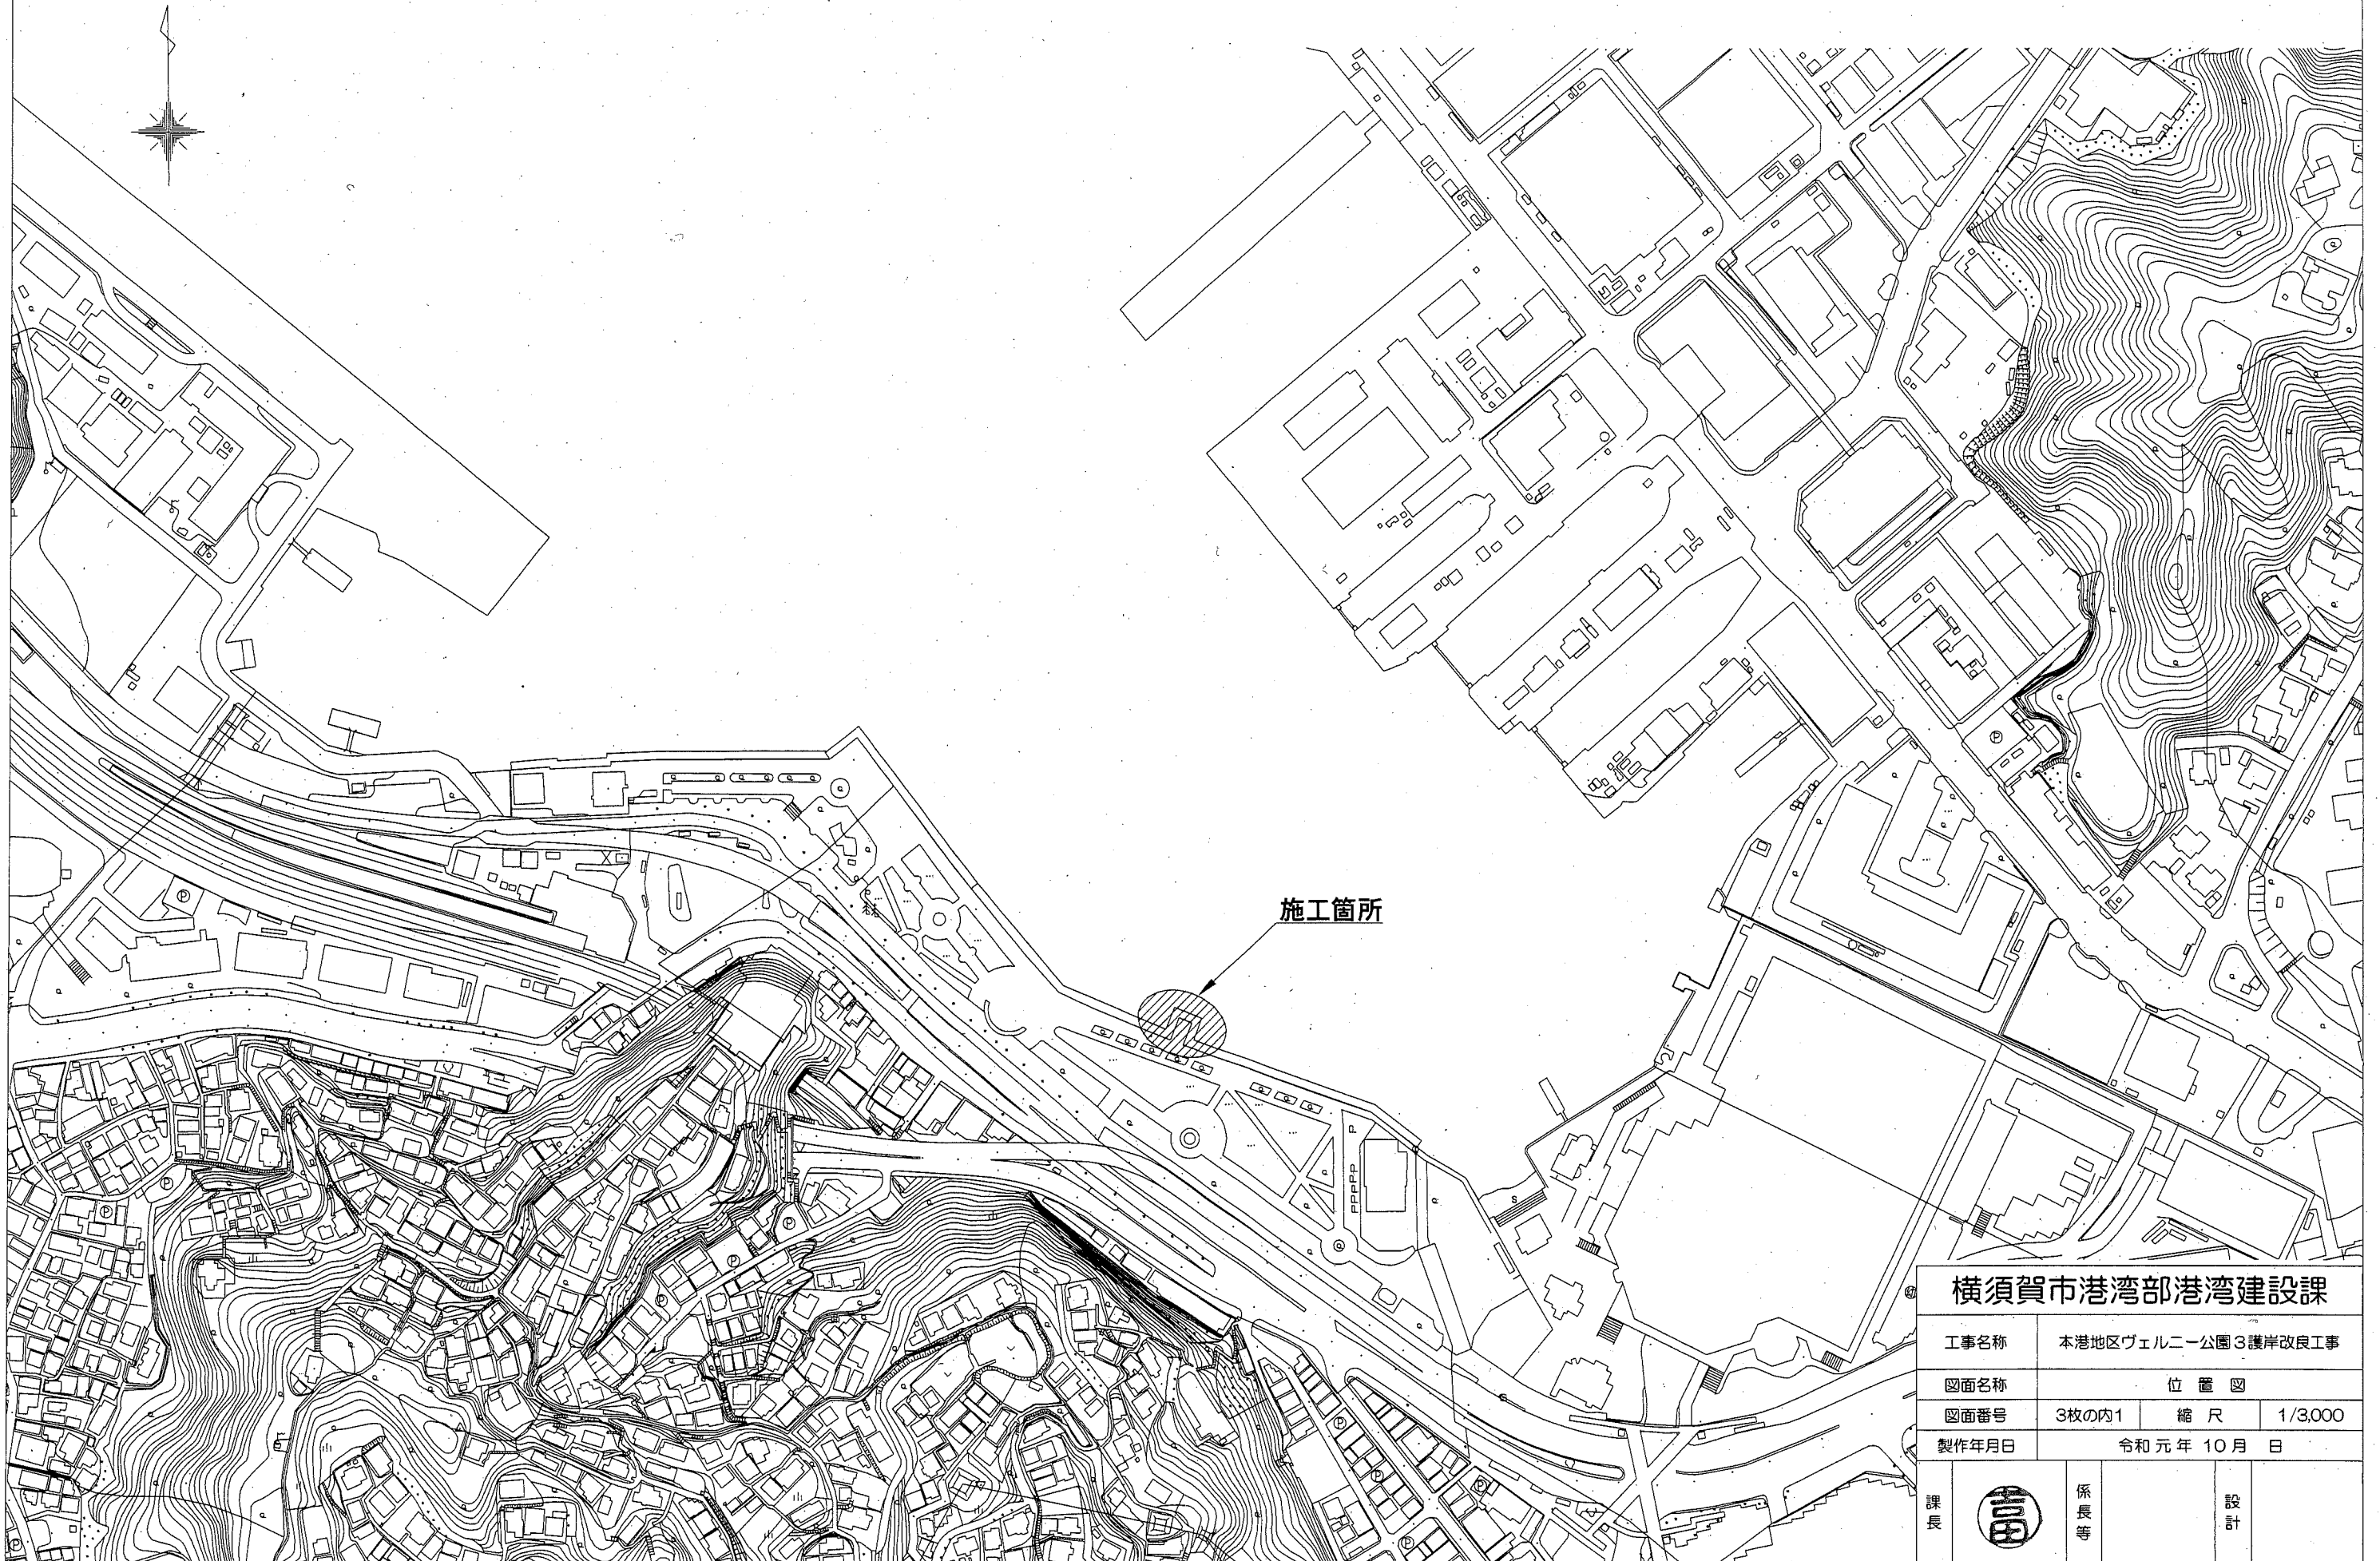 施工箇所
横須賀市港湾部港湾建設課
工事名称 本港地区ヴェルニー公園3護岸改良工事
図面名称 位置図
図面番号 3枚の内1 縮尺 1/3,000
製作年月日 令和元年10月 日
課長 富 係長等 設計